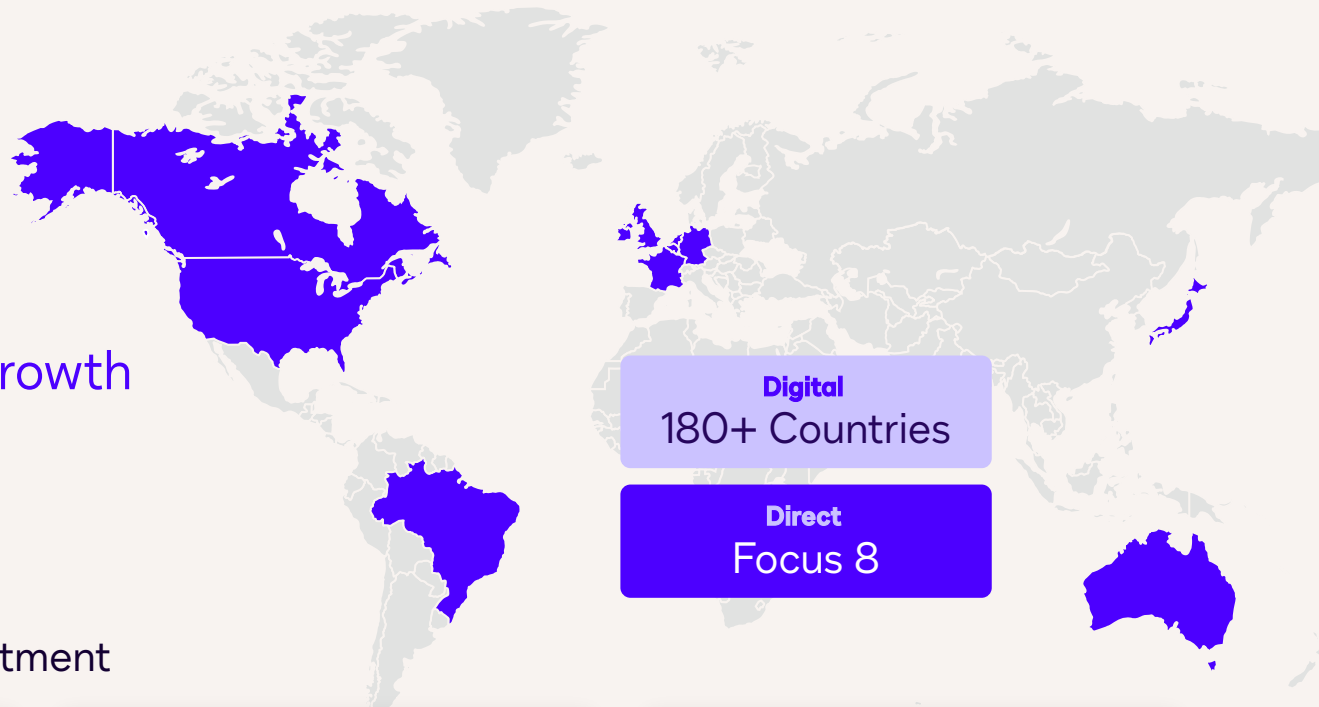 rowth
Digital
180+ Countries
Direct
Focus 8
tment